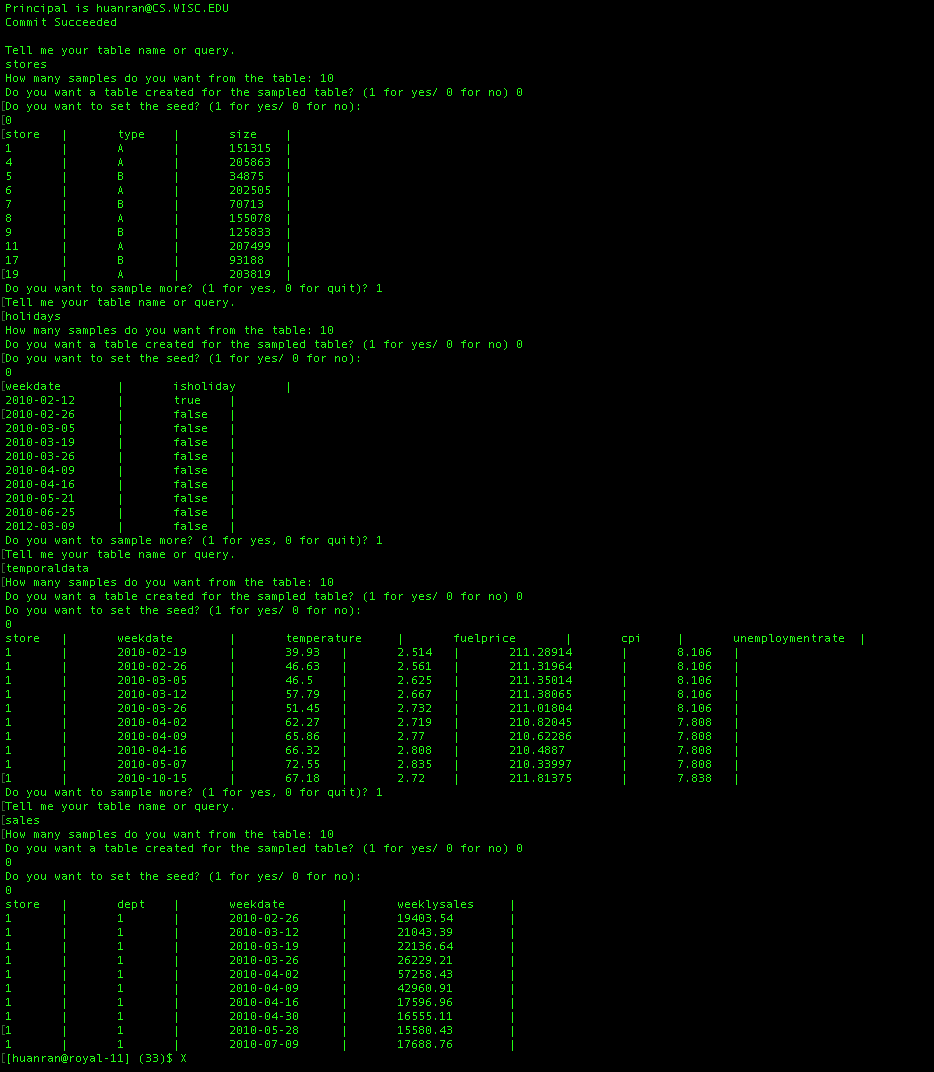 Principal is huanran@CS.WISC.EDU
Commit Succeeded
Tell me your table name or query.
stores
How many samples do you want from the table: 10
Do you want a table created for the sampled table? (1 for yes/ 0 for no) 0
[Do you want to set the seed? (1 for yes/ 0 for no):
[0
[store | type | size |
1 | A | 151315 |
4 | A | 205863 |
5 | B | 34875 |
6 | A | 202505 |
7 | B | 70713 |
8 | A | 155078 |
9 | B | 125833 |
11 | A | 207499 |
17 | B | 93188 |
[19 | A | 203819 |
Do you want to sample more? (1 for yes, 0 for quit)? 1
[Tell me your table name or query.
[holidays
How many samples do you want from the table: 10
Do you want a table created for the sampled table? (1 for yes/ 0 for no) 0
[Do you want to set the seed? (1 for yes/ 0 for no):
0
[weekdate | isholiday |
2010-02-12 | true |
[2010-02-26 | false |
2010-03-05 | false |
2010-03-19 | false |
2010-03-26 | false |
2010-04-09 | false |
2010-04-16 | false |
2010-05-21 | false |
2010-06-25 | false |
2012-03-09 | false |
Do you want to sample more? (1 for yes, 0 for quit)? 1
[Tell me your table name or query.
[temporaldata
[How many samples do you want from the table: 10
Do you want a table created for the sampled table? (1 for yes/ 0 for no) 0
Do you want to set the seed? (1 for yes/ 0 for no):
0
store | weekdate | temperature | fuelprice | cpi | unemploymentrate |
1 | 2010-02-19 | 39.93 | 2.514 | 211.28914 | 8.106 |
1 | 2010-02-26 | 46.63 | 2.561 | 211.31964 | 8.106 |
1 | 2010-03-05 | 46.5 | 2.625 | 211.35014 | 8.106 |
1 | 2010-03-12 | 57.79 | 2.667 | 211.38065 | 8.106 |
1 | 2010-03-26 | 51.45 | 2.732 | 211.01804 | 8.106 |
1 | 2010-04-02 | 62.27 | 2.719 | 210.82045 | 7.808 |
1 | 2010-04-09 | 65.86 | 2.77 | 210.62286 | 7.808 |
1 | 2010-04-16 | 66.32 | 2.808 | 210.4887 | 7.808 |
1 | 2010-05-07 | 72.55 | 2.835 | 210.33997 | 7.808 |
[1 | 2010-10-15 | 67.18 | 2.72 | 211.81375 | 7.838 |
Do you want to sample more? (1 for yes, 0 for quit)? 1
[Tell me your table name or query.
[sales
[How many samples do you want from the table: 10
Do you want a table created for the sampled table? (1 for yes/ 0 for no) 0
0
Do you want to set the seed? (1 for yes/ 0 for no):
0
store | dept | weekdate | weeklysales |
1 | 1 | 2010-02-26 | 19403.54 |
1 | 1 | 2010-03-12 | 21043.39 |
1 | 1 | 2010-03-19 | 22136.64 |
1 | 1 | 2010-03-26 | 26229.21 |
1 | 1 | 2010-04-02 | 57258.43 |
1 | 1 | 2010-04-09 | 42960.91 |
1 | 1 | 2010-04-16 | 17596.96 |
1 | 1 | 2010-04-30 | 16555.11 |
[1 | 1 | 2010-05-28 | 15580.43 |
1 | 1 | 2010-07-09 | 17688.76 |
[[huanran@royal-11] (33)$ X